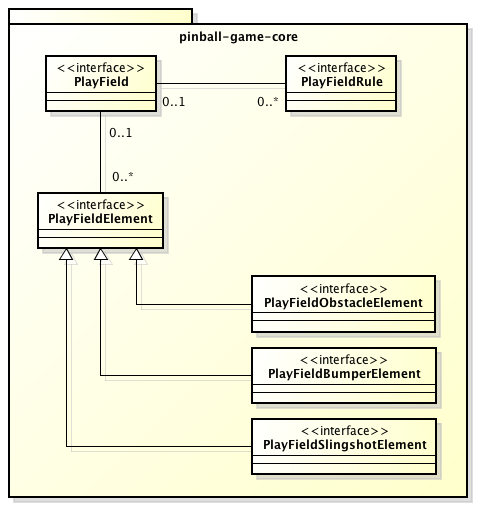 pinball-game-core
<<interface>>
PlayField
<<interface>>
PlayFieldRule
0..1
0..*
0..1
0..*
<<interface>>
PlayFieldElement
<<interface>>
PlayFieldObstacleElement
<<interface>>
PlayFieldBumperElement
<<interface>>
PlayFieldSlingshotElement